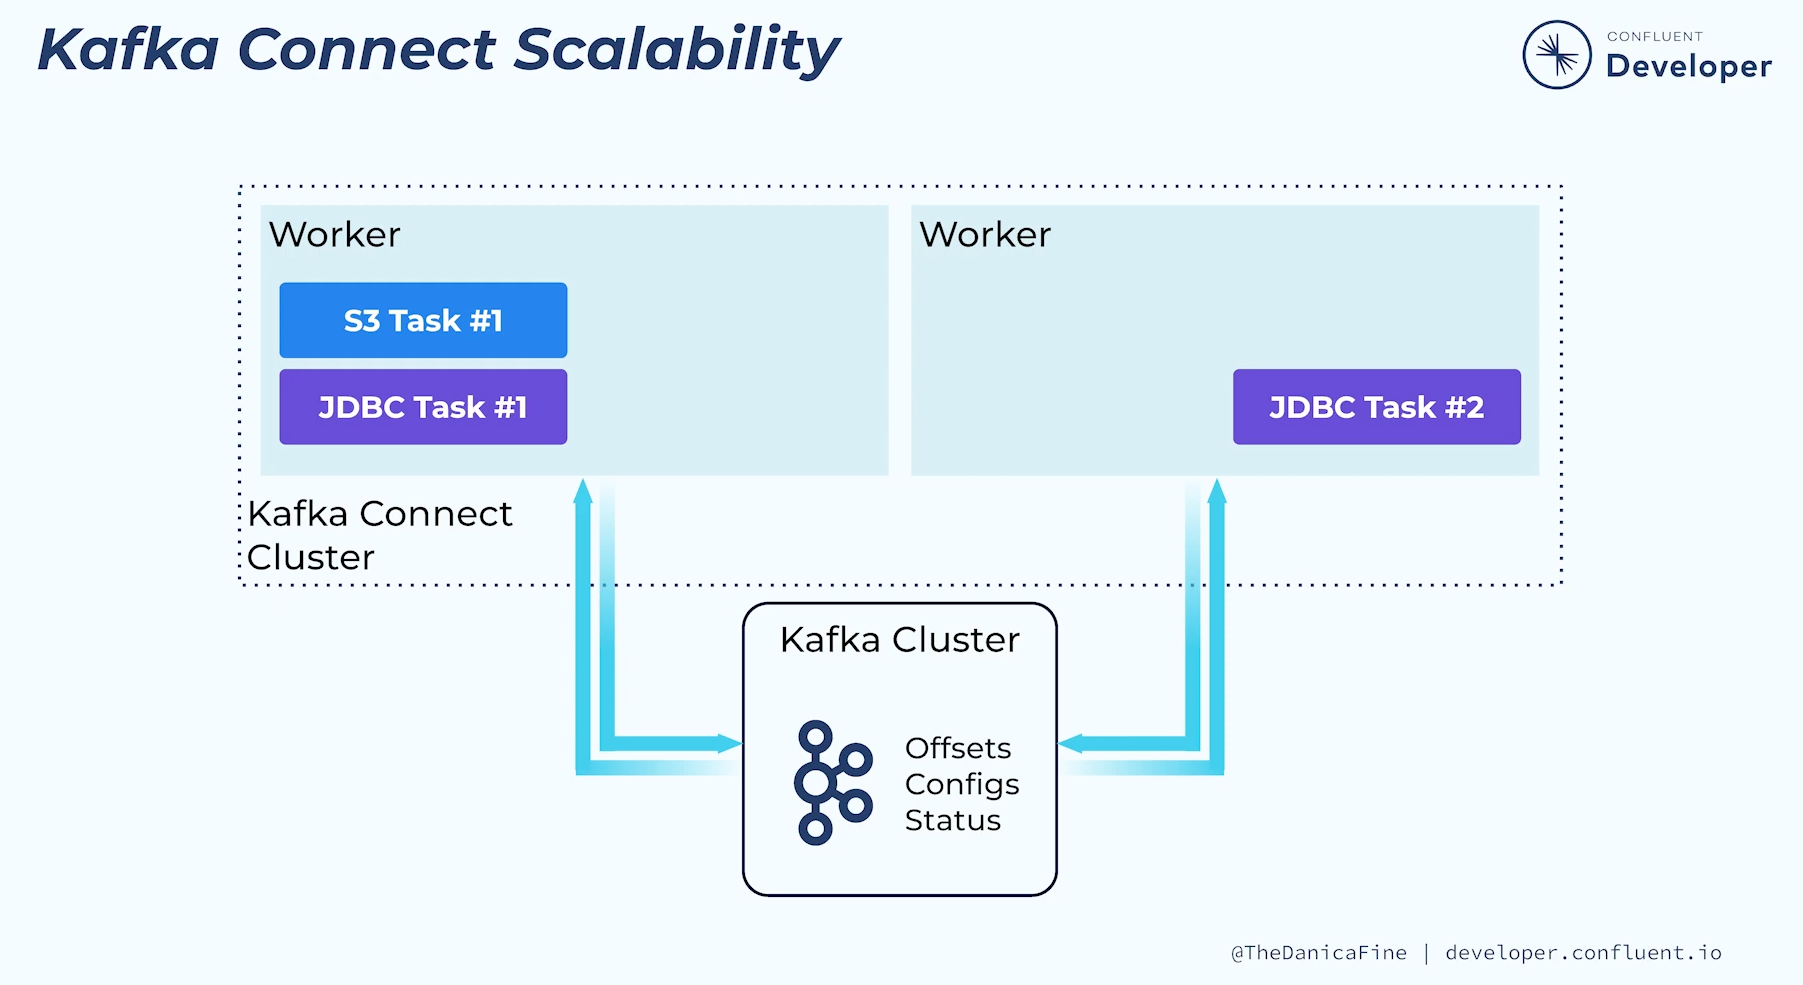 Kafka Connect Scalability
CONFLUENT
Developer
Worker
S3 Task #1
JDBC Task #1
Worker
JDBC Task #2
Kafka Connect
Cluster
Kafka Cluster
Offsets
Configs
Status
@TheDanicaFine | developer.confluent.io